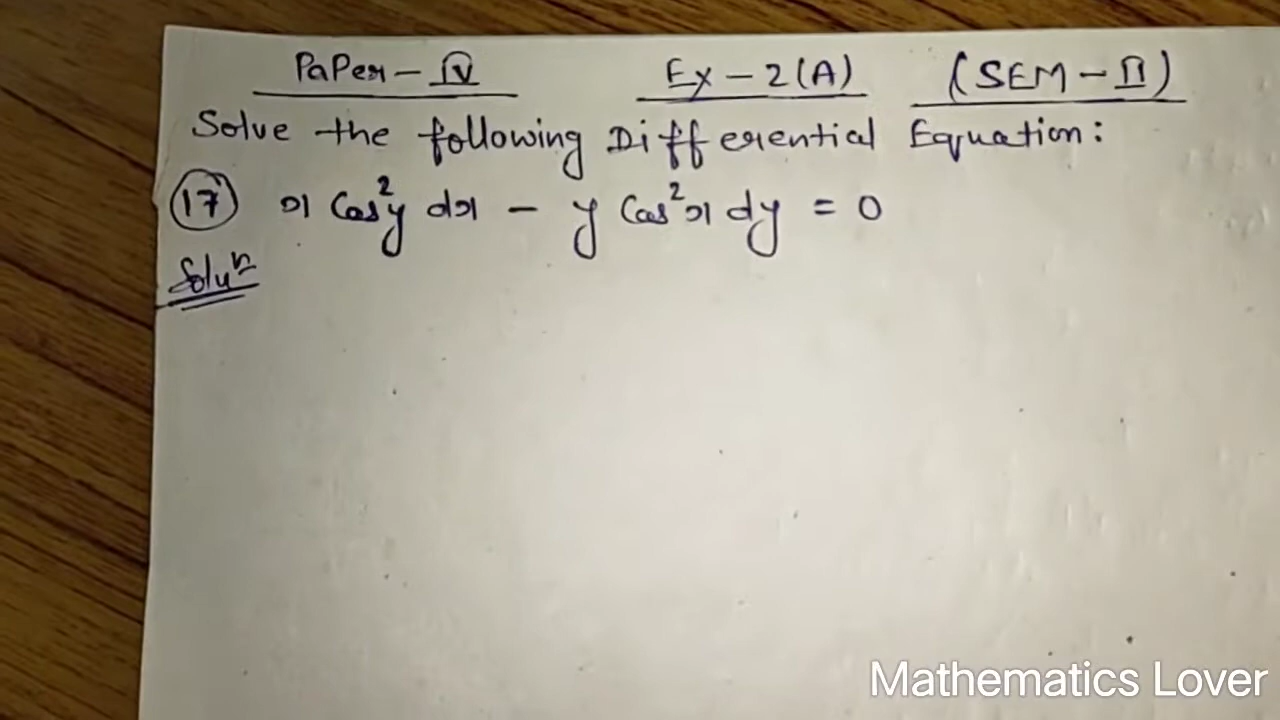 Paper - IV Ex - 2(A) (SEM - II)
Solve the following Differential Equation:
17 x Cos²y dx - y Cos²x dy = 0
Soluⁿ
Mathematics Lover